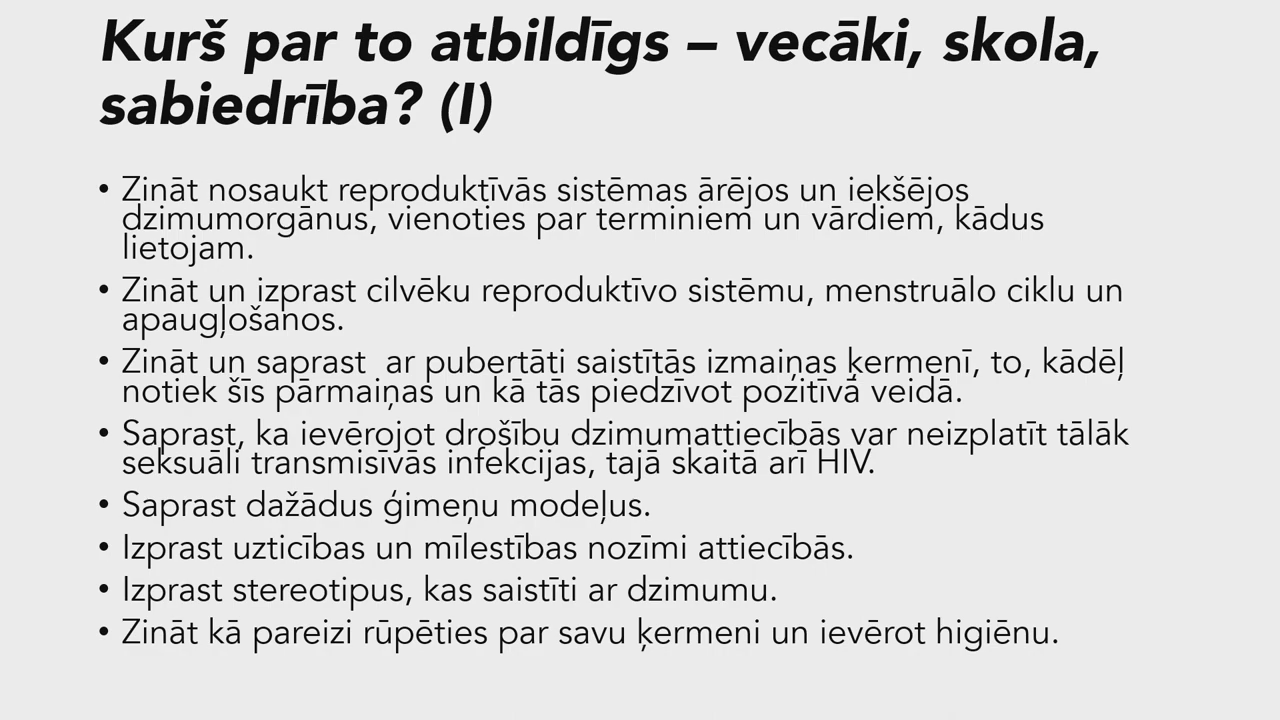 Kurš par to atbildīgs – vecāki, skola,
sabiedrība? (I)
• Zināt nosaukt reproduktīvās sistēmas ārējos un iekšējos
dzimumorgānus, vienoties par terminiem un vārdiem, kādus
lietojam.
• Zināt un izprast cilvēku reproduktīvo sistēmu, menstruālo ciklu un
apaugļošanos.
• Zināt un saprast  ar pubertāti saistītās izmaiņas ķermenī, to, kādēļ
notiek šīs pārmaiņas un kā tās piedzīvot pozitīvā veidā.
• Saprast, ka ievērojot drošību dzimumattiecībās var neizplatīt tālāk
seksuāli transmisīvās infekcijas, tajā skaitā arī HIV.
• Saprast dažādus ģimeņu modeļus.
• Izprast uzticības un mīlestības nozīmi attiecībās.
• Izprast stereotipus, kas saistīti ar dzimumu.
• Zināt kā pareizi rūpēties par savu ķermeni un ievērot higiēnu.